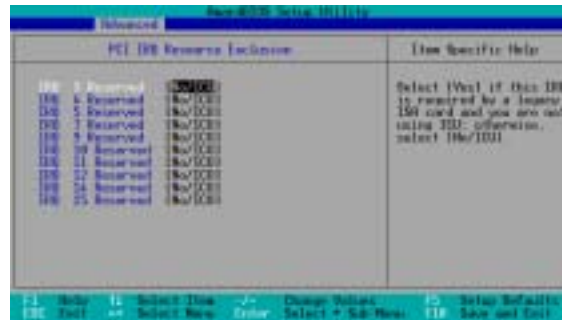 AwardBIOS Setup Utility
Advanced
PCI IRQ Resource Exclusion
Item Specific Help
IRQ 3 Reserved [No/ICU]
IRQ 4 Reserved [No/ICU]
IRQ 5 Reserved [No/ICU]
IRQ 7 Reserved [No/ICU]
IRQ 9 Reserved [No/ICU]
IRQ 10 Reserved [No/ICU]
IRQ 11 Reserved [No/ICU]
IRQ 12 Reserved [No/ICU]
IRQ 14 Reserved [No/ICU]
IRQ 15 Reserved [No/ICU]
Select [Yes] if this IRQ
is required by a legacy
ISA card and you are not
using ICU; otherwise,
select [No/ICU]
F1 Help ↑↓ Select Item -/+ Change Values F5 Setup Defaults
ESC Exit ←→ Select Menu Enter Select ▸ Sub-Menu F10 Save and Exit